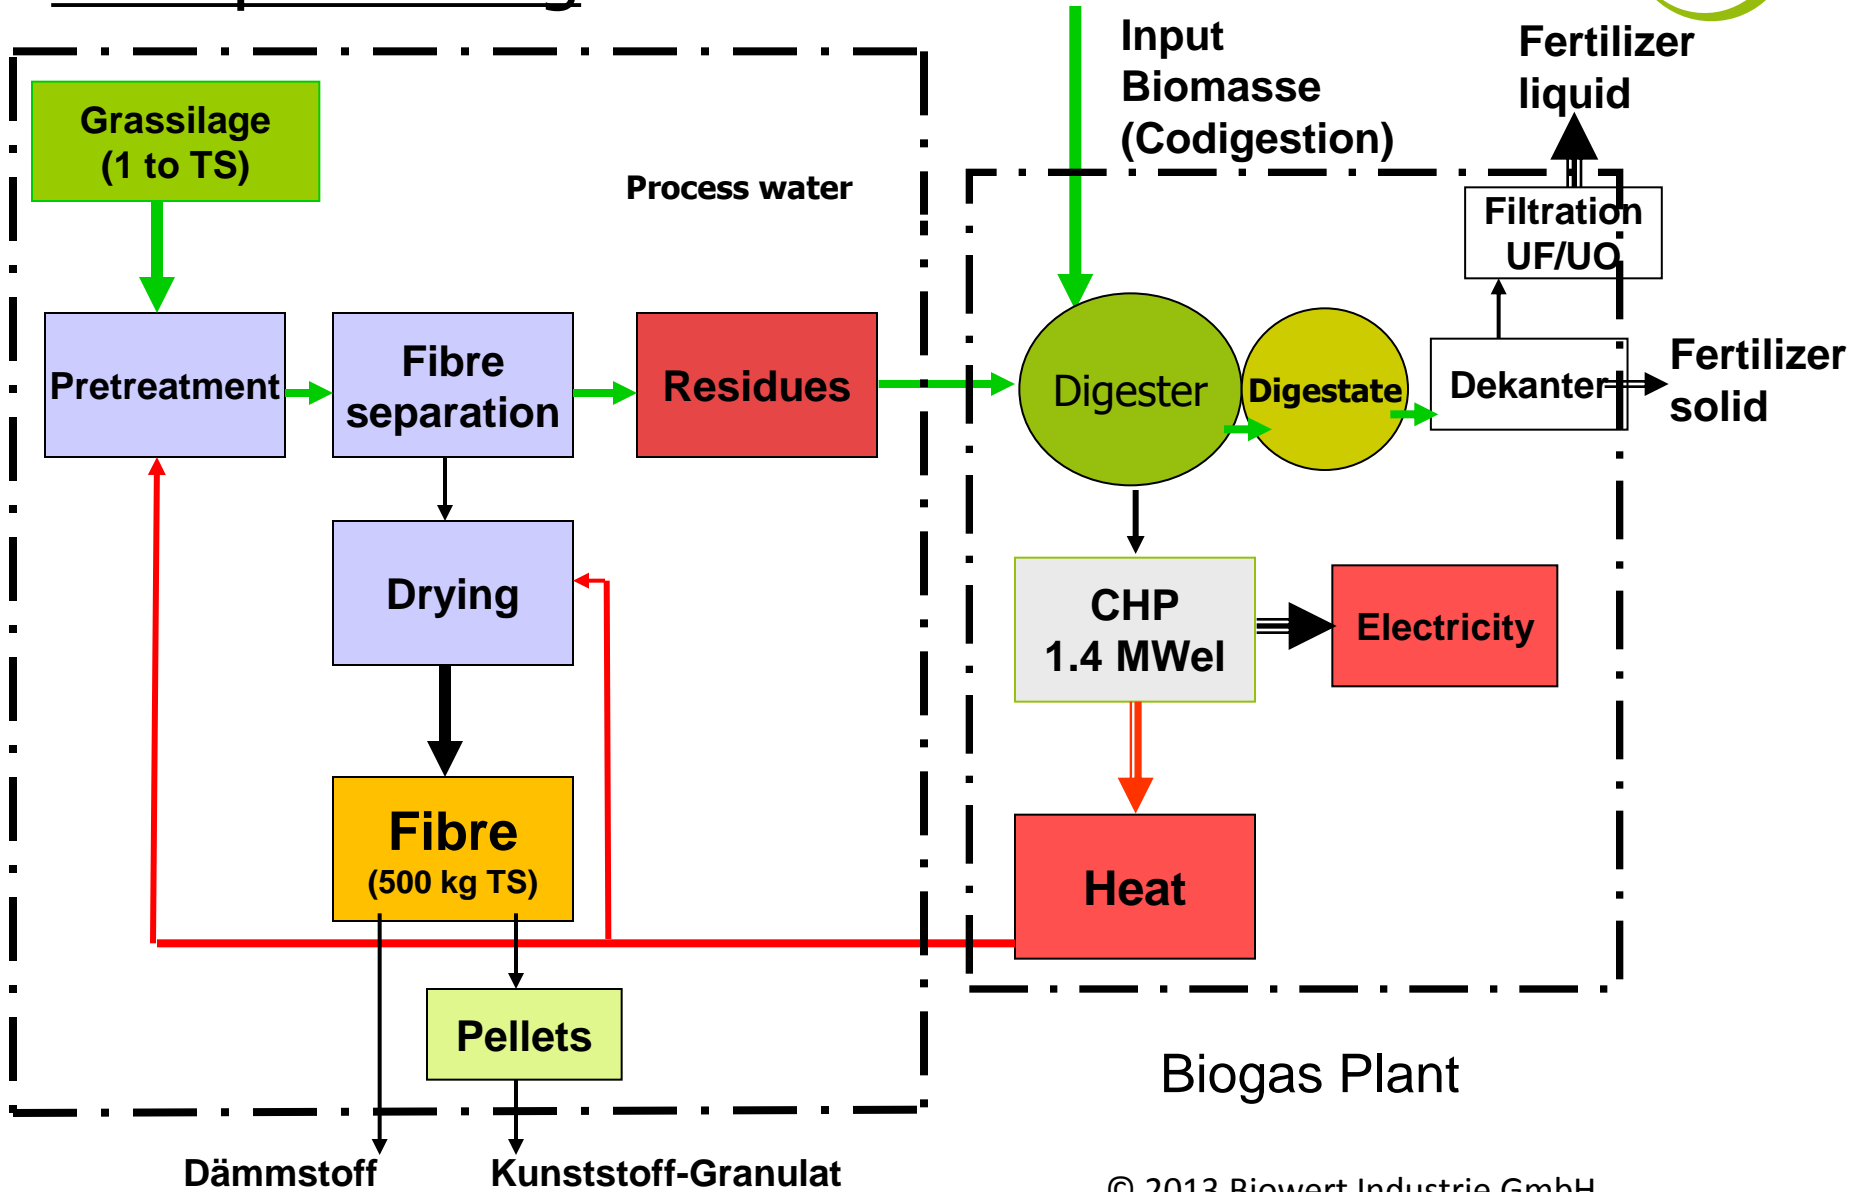 Input
Biomasse
(Codigestion)
Fertilizer
liquid
Grassilage
(1 to TS)
Process water
Filtration
UF/UO
Pretreatment
Fibre
separation
Residues
Digester
Digestate
Dekanter
Fertilizer
solid
Drying
CHP
1.4 MWel
Electricity
Fibre
(500 kg TS)
Heat
Pellets
Biogas Plant
Dämmstoff
Kunststoff-Granulat
© 2013 Biowert Industrie GmbH